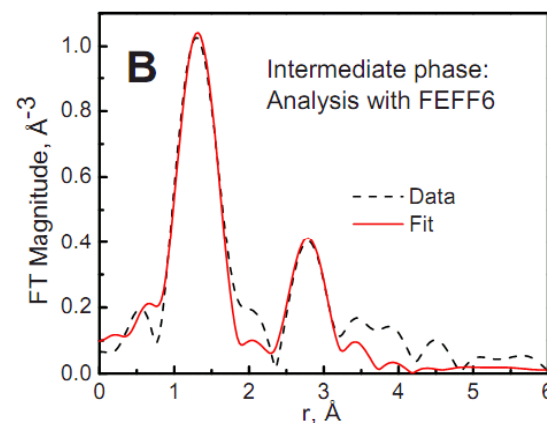 B
Intermediate phase:
Analysis with FEFF6
Data
Fit
FT Magnitude, Å-3
1.0
0.8
0.6
0.4
0.2
0.0
0 1 2 3 4 5 6
r, Å